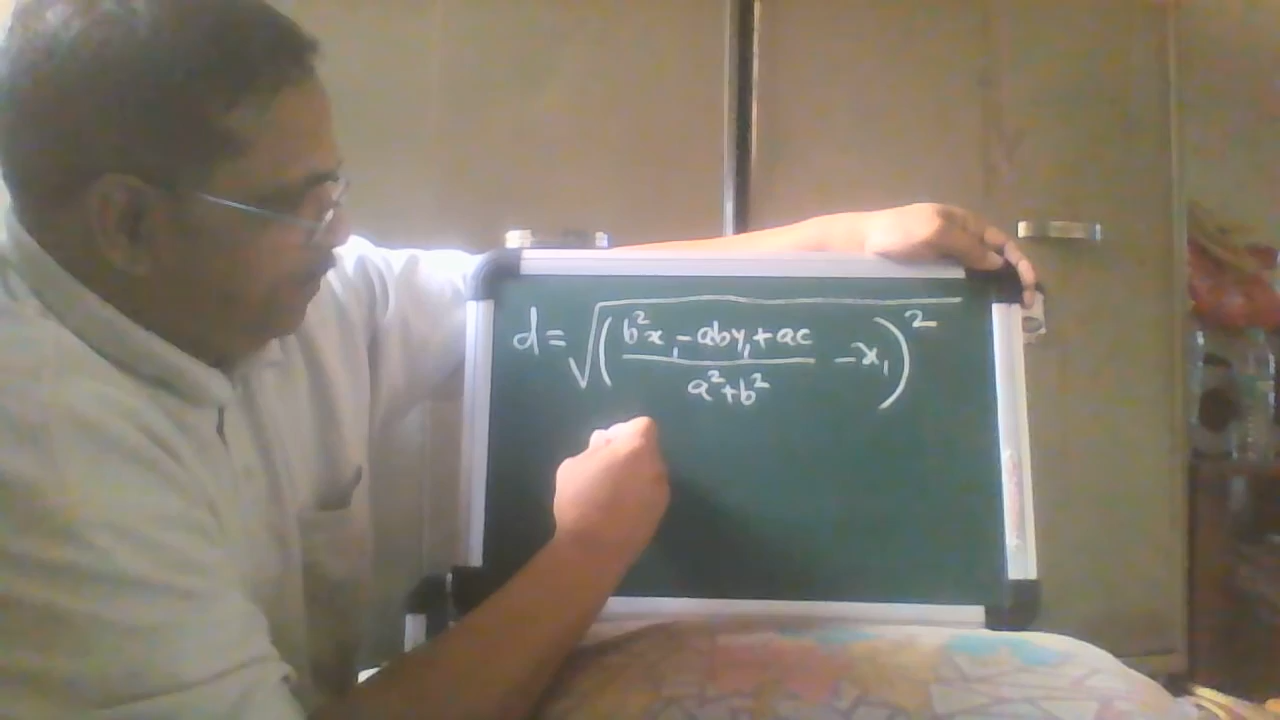 d = √((b²x₁ - aby₁ + ac)/(a² + b²) - x₁)²